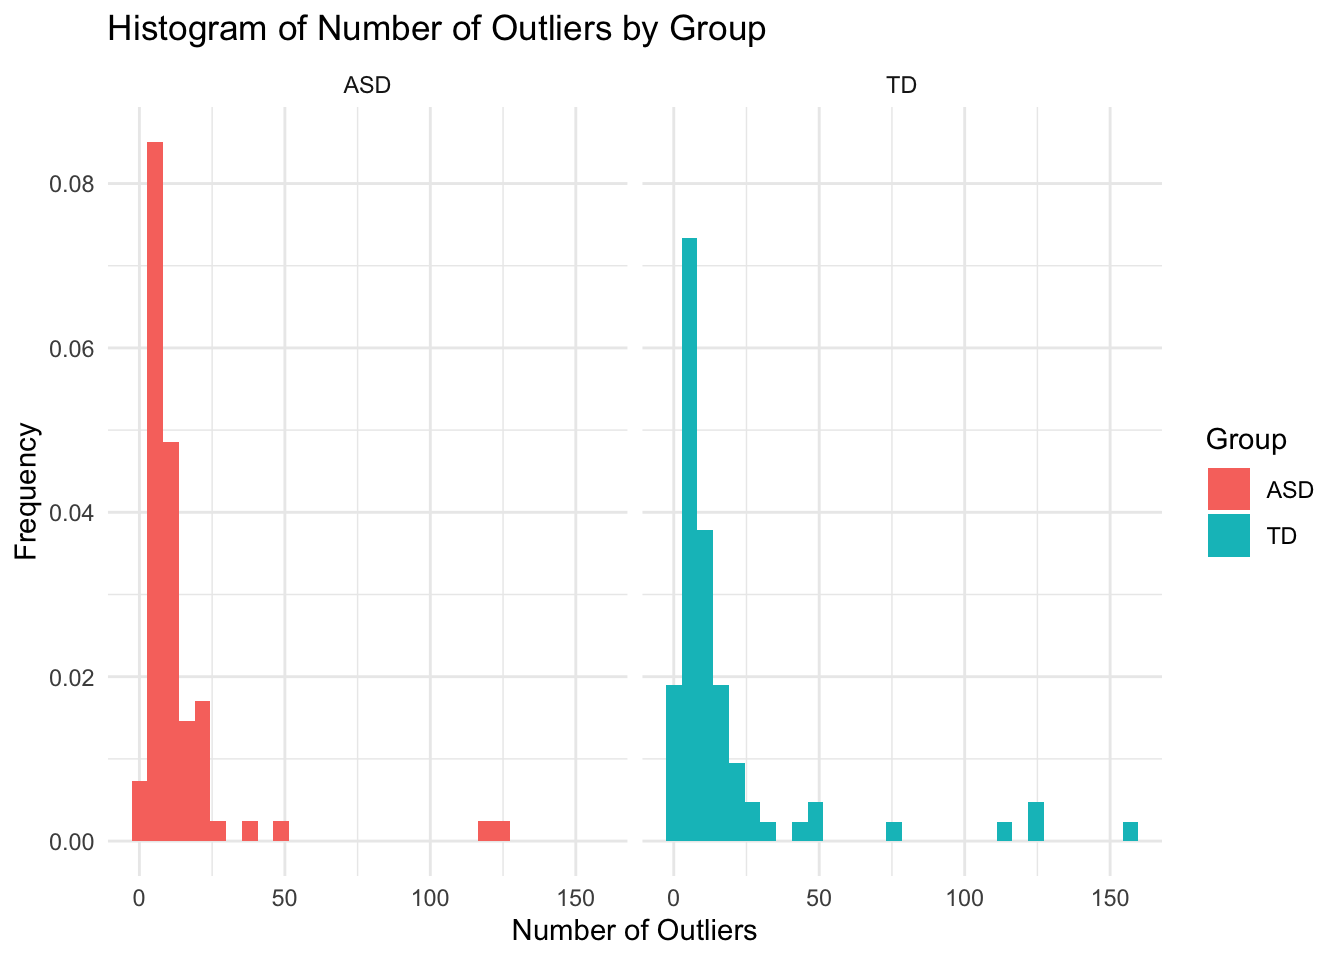 Histogram of Number of Outliers by Group
ASD
TD
0.08
0.06
0.04
0.02
0.00
Frequency
0 50 100 150
0 50 100 150
Number of Outliers
Group
ASD
TD